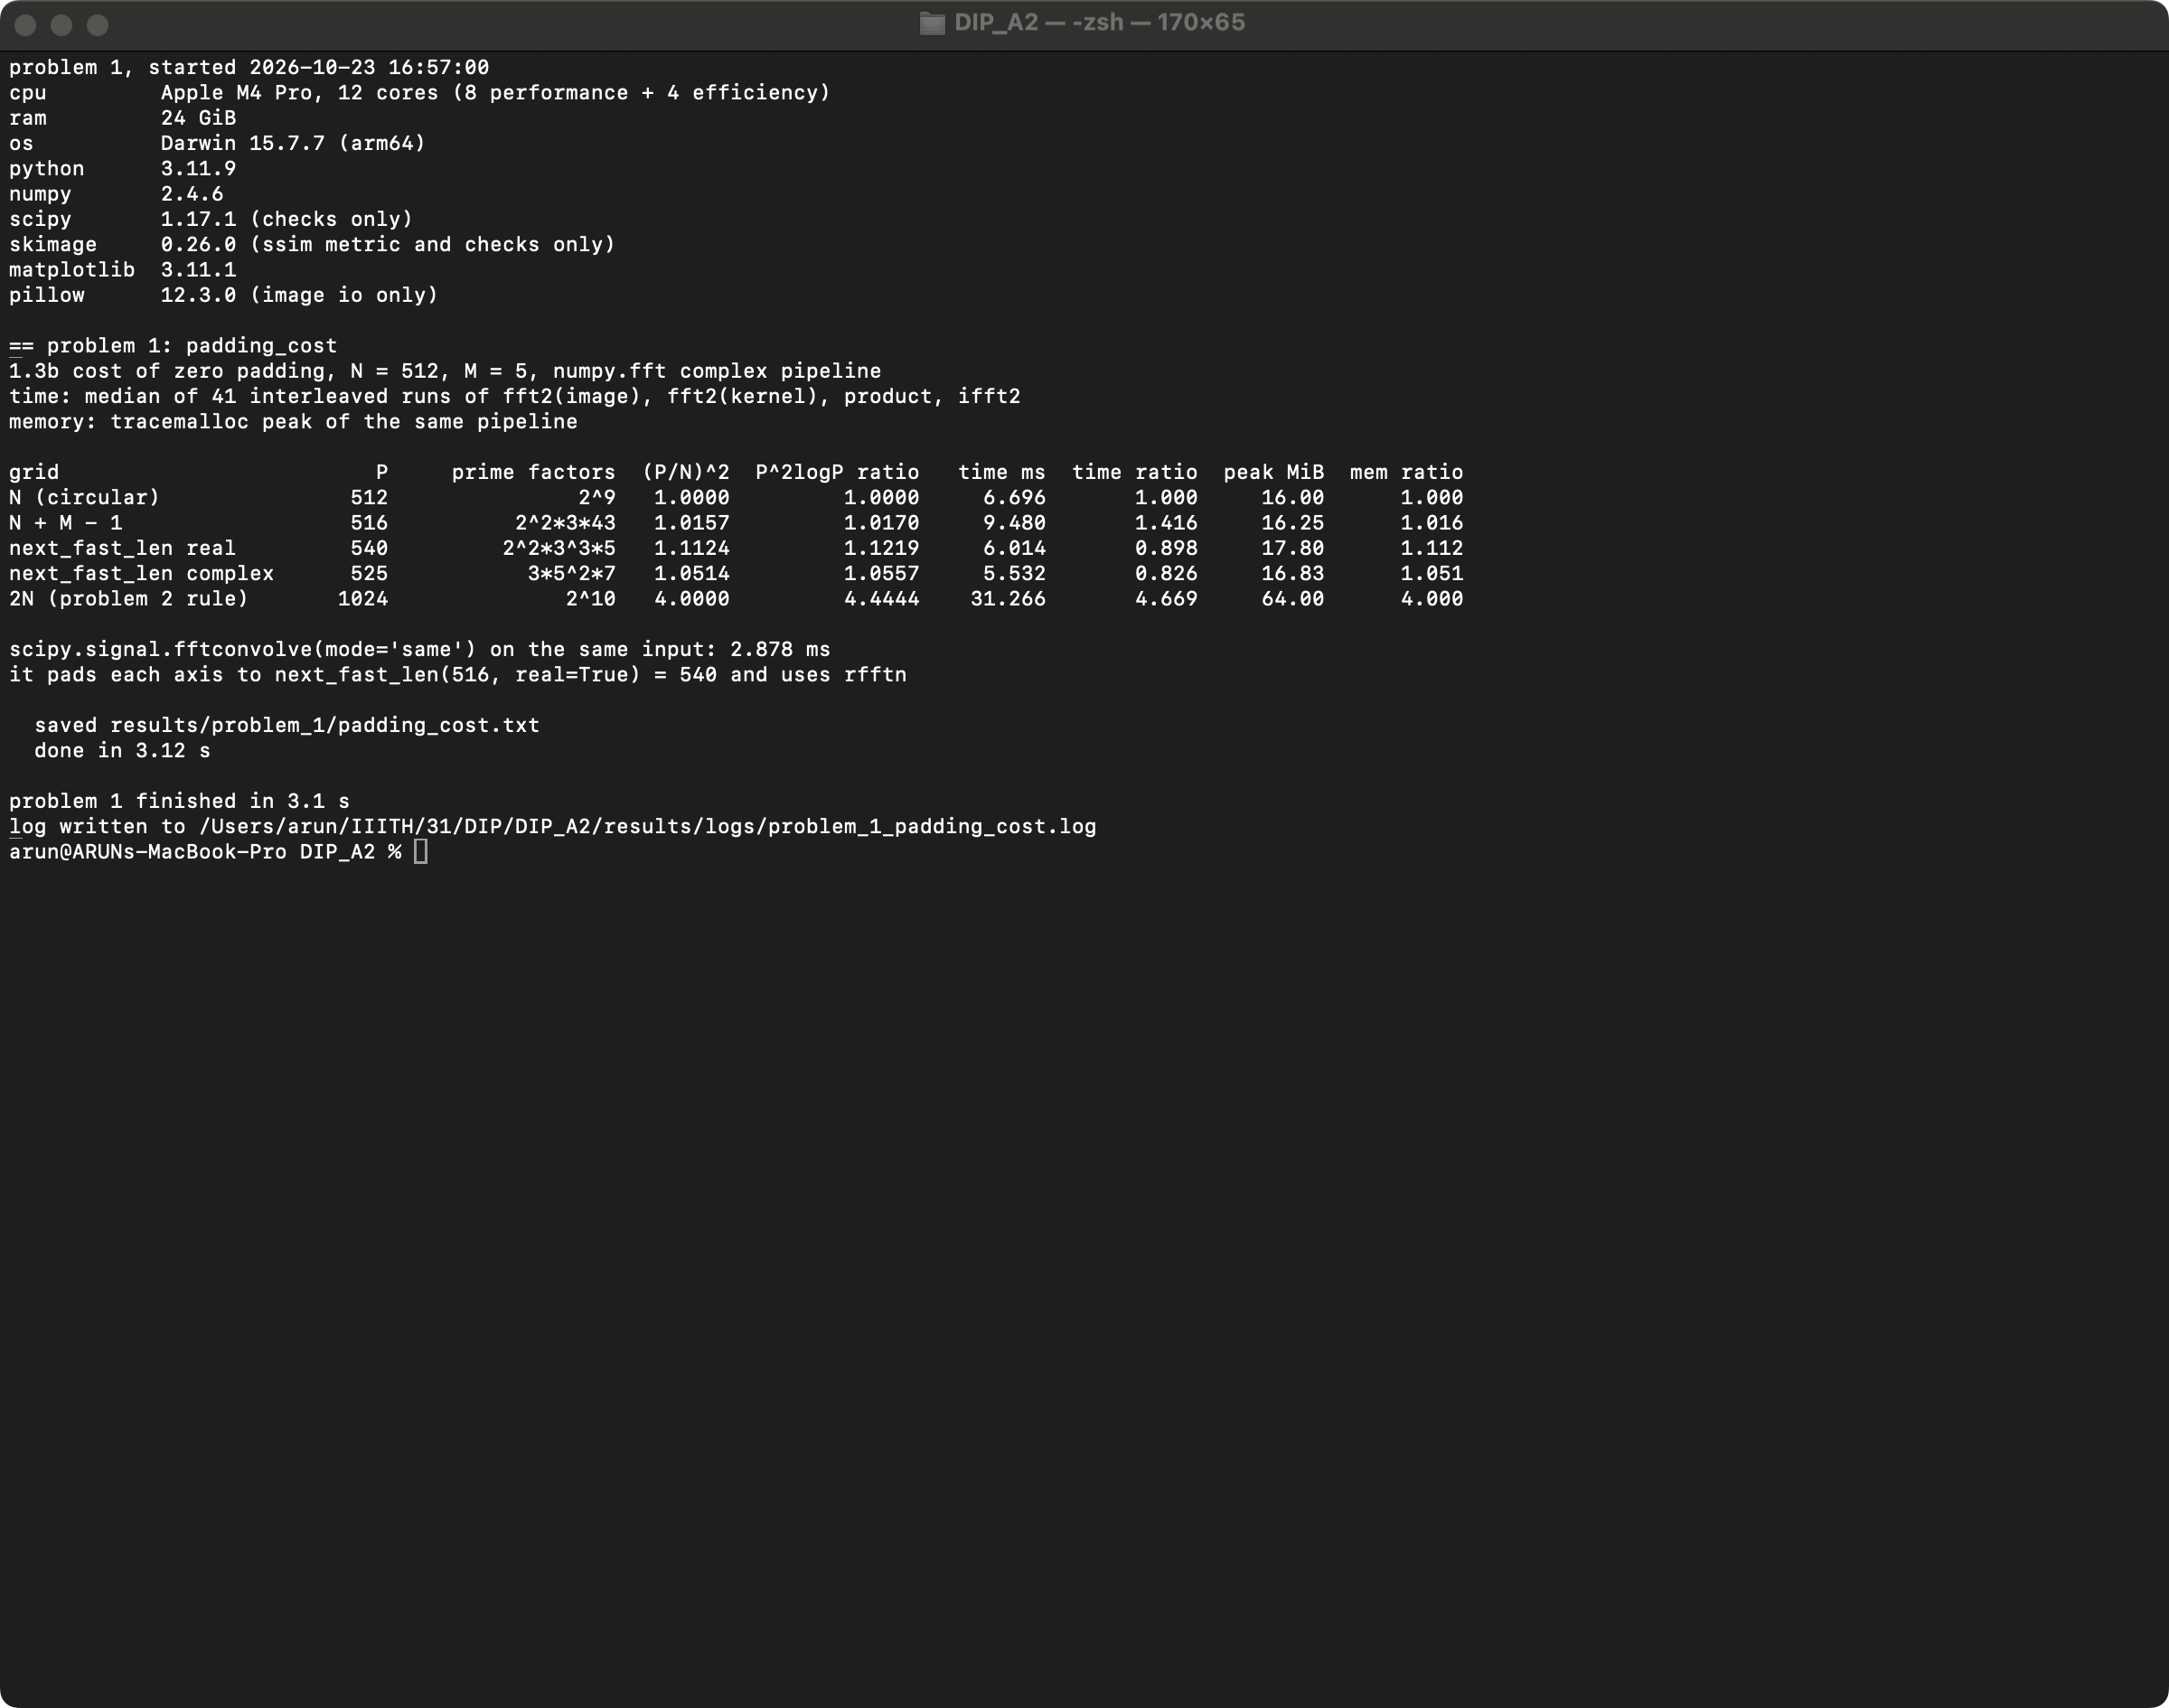 DIP_A2 — -zsh — 170×65
problem 1, started 2026-10-23 16:57:00
cpu         Apple M4 Pro, 12 cores (8 performance + 4 efficiency)
ram         24 GiB
os          Darwin 15.7.7 (arm64)
python      3.11.9
numpy       2.4.6
scipy       1.17.1 (checks only)
skimage     0.26.0 (ssim metric and checks only)
matplotlib  3.11.1
pillow      12.3.0 (image io only)
== problem 1: padding_cost
1.3b cost of zero padding, N = 512, M = 5, numpy.fft complex pipeline
time: median of 41 interleaved runs of fft2(image), fft2(kernel), product, ifft2
memory: tracemalloc peak of the same pipeline
grid                         P     prime factors  (P/N)^2  P^2logP ratio   time ms  time ratio  peak MiB  mem ratio
N (circular)               512               2^9   1.0000         1.0000     6.696       1.000     16.00      1.000
N + M - 1                  516          2^2*3*43   1.0157         1.0170     9.480       1.416     16.25      1.016
next_fast_len real         540         2^2*3^3*5   1.1124         1.1219     6.014       0.898     17.80      1.112
next_fast_len complex      525           3*5^2*7   1.0514         1.0557     5.532       0.826     16.83      1.051
2N (problem 2 rule)       1024              2^10   4.0000         4.4444    31.266       4.669     64.00      4.000
scipy.signal.fftconvolve(mode='same') on the same input: 2.878 ms
it pads each axis to next_fast_len(516, real=True) = 540 and uses rfftn
  saved results/problem_1/padding_cost.txt
  done in 3.12 s
problem 1 finished in 3.1 s
log written to /Users/arun/IIITH/31/DIP/DIP_A2/results/logs/problem_1_padding_cost.log
arun@ARUNs-MacBook-Pro DIP_A2 %